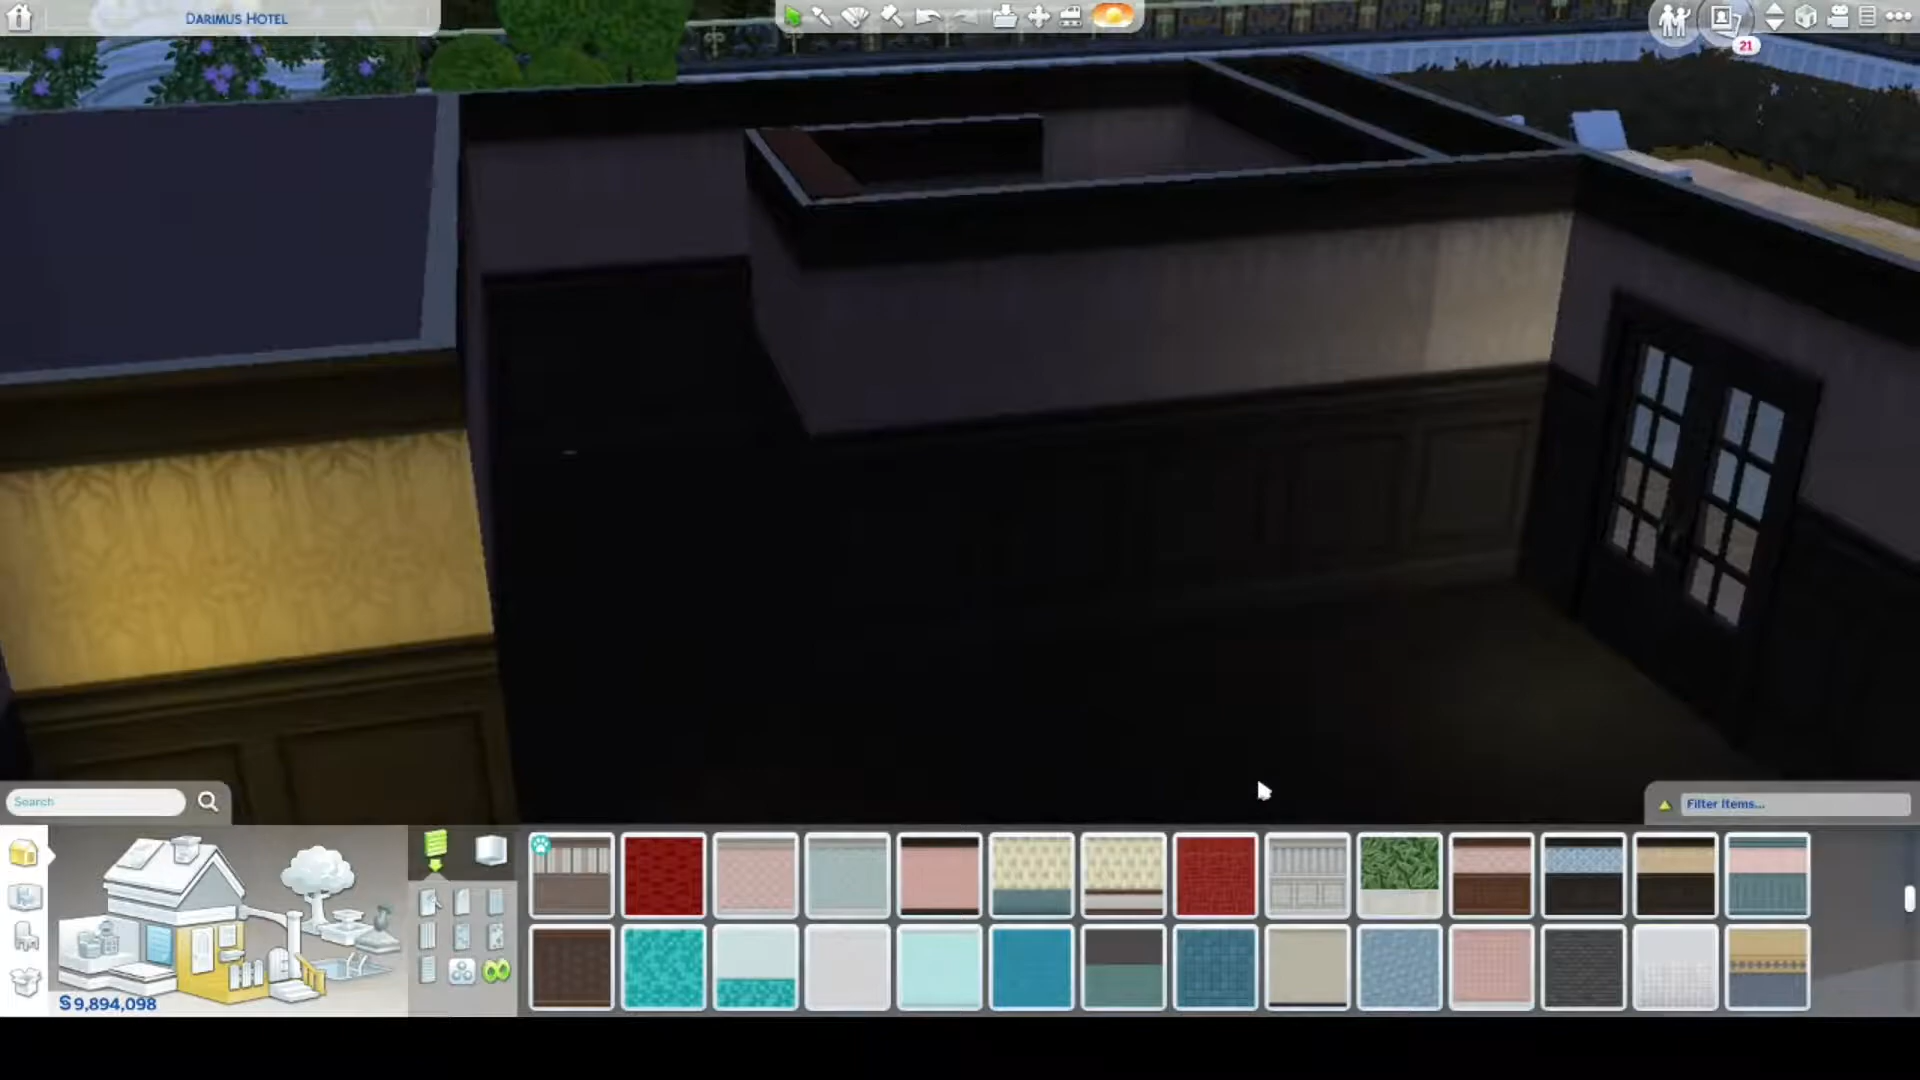 DARIMUS HOTEL
21
Search
Filter Items...
§9,894,098